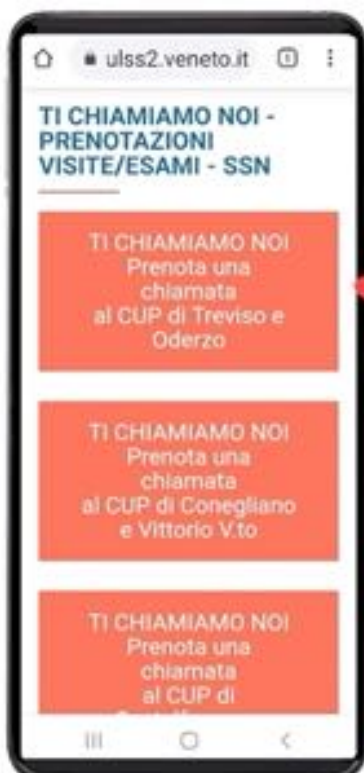 ulss2.veneto.it
TI CHIAMIAMO NOI -
PRENOTAZIONI
VISITE/ESAMI - SSN
TI CHIAMIAMO NOI
Prenota una
chiamata
al CUP di Treviso e
Oderzo
TI CHIAMIAMO NOI
Prenota una
chiamata
al CUP di Conegliano
e Vittorio V.to
TI CHIAMIAMO NOI
Prenota una
chiamata
al CUP di